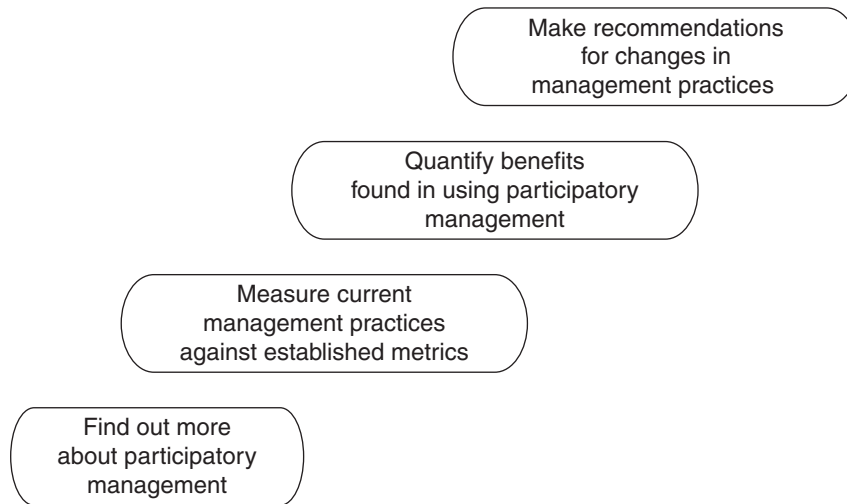 Make recommendations
for changes in
management practices
Quantify benefits
found in using participatory
management
Measure current
management practices
against established metrics
Find out more
about participatory
management